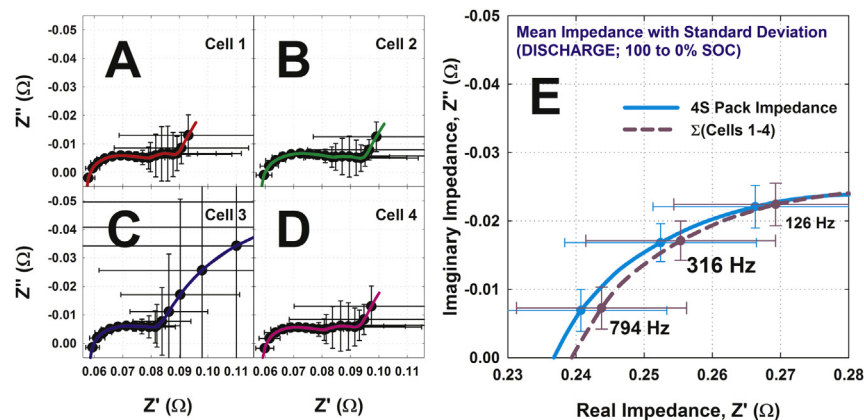 -0.05
-0.04
-0.03
-0.02
-0.01
0.00
Z" (Ω)
A
Cell 1
B
Cell 2
-0.05
-0.04
-0.03
-0.02
-0.01
0.00
Z" (Ω)
C
Cell 3
D
Cell 4
0.06 0.07 0.08 0.09 0.10 0.11
0.06 0.07 0.08 0.09 0.10 0.11
Z' (Ω)
Z' (Ω)
-0.05
-0.04
-0.03
-0.02
-0.01
0.00
Imaginary Impedance, Z" (Ω)
Mean Impedance with Standard Deviation
(DISCHARGE; 100 to 0% SOC)
E
4S Pack Impedance
Σ(Cells 1-4)
126 Hz
316 Hz
794 Hz
0.23 0.24 0.25 0.26 0.27 0.28
Real Impedance, Z' (Ω)